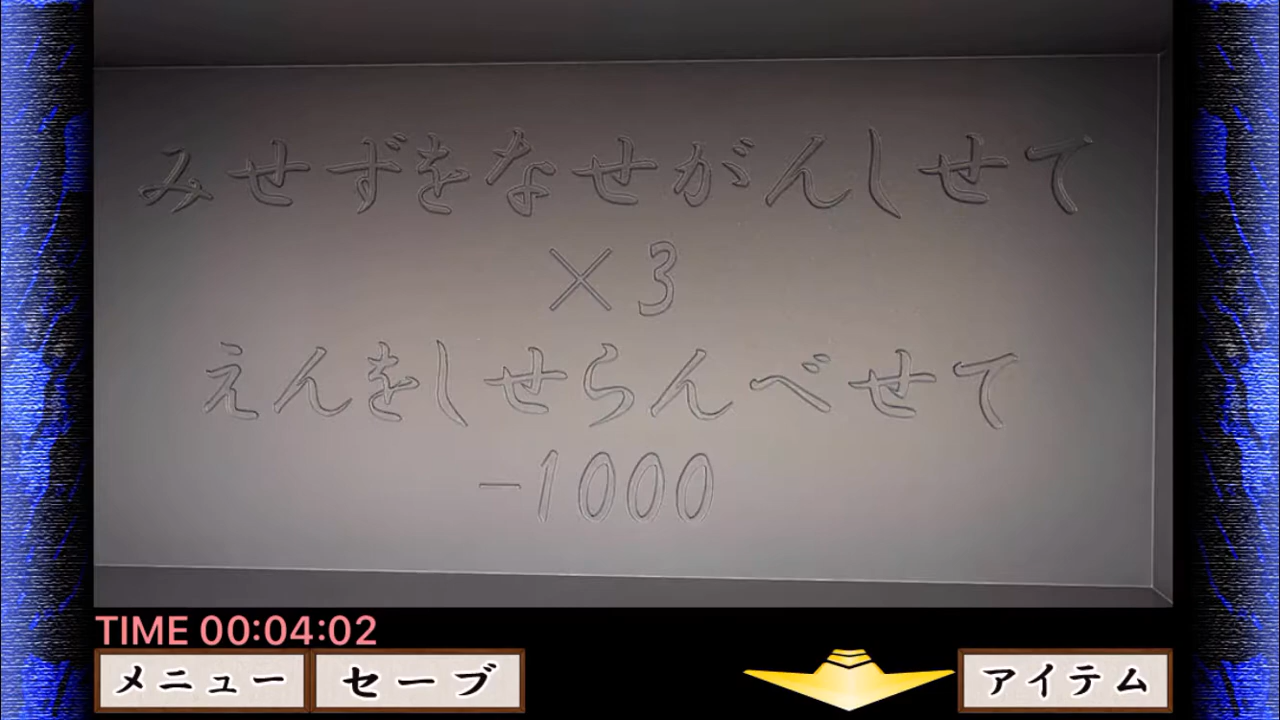 みせずをなせがんしせて
×3
えんをしせらんべせて
-1000
TIME 00:04:02
メニュー セーブ アイテム